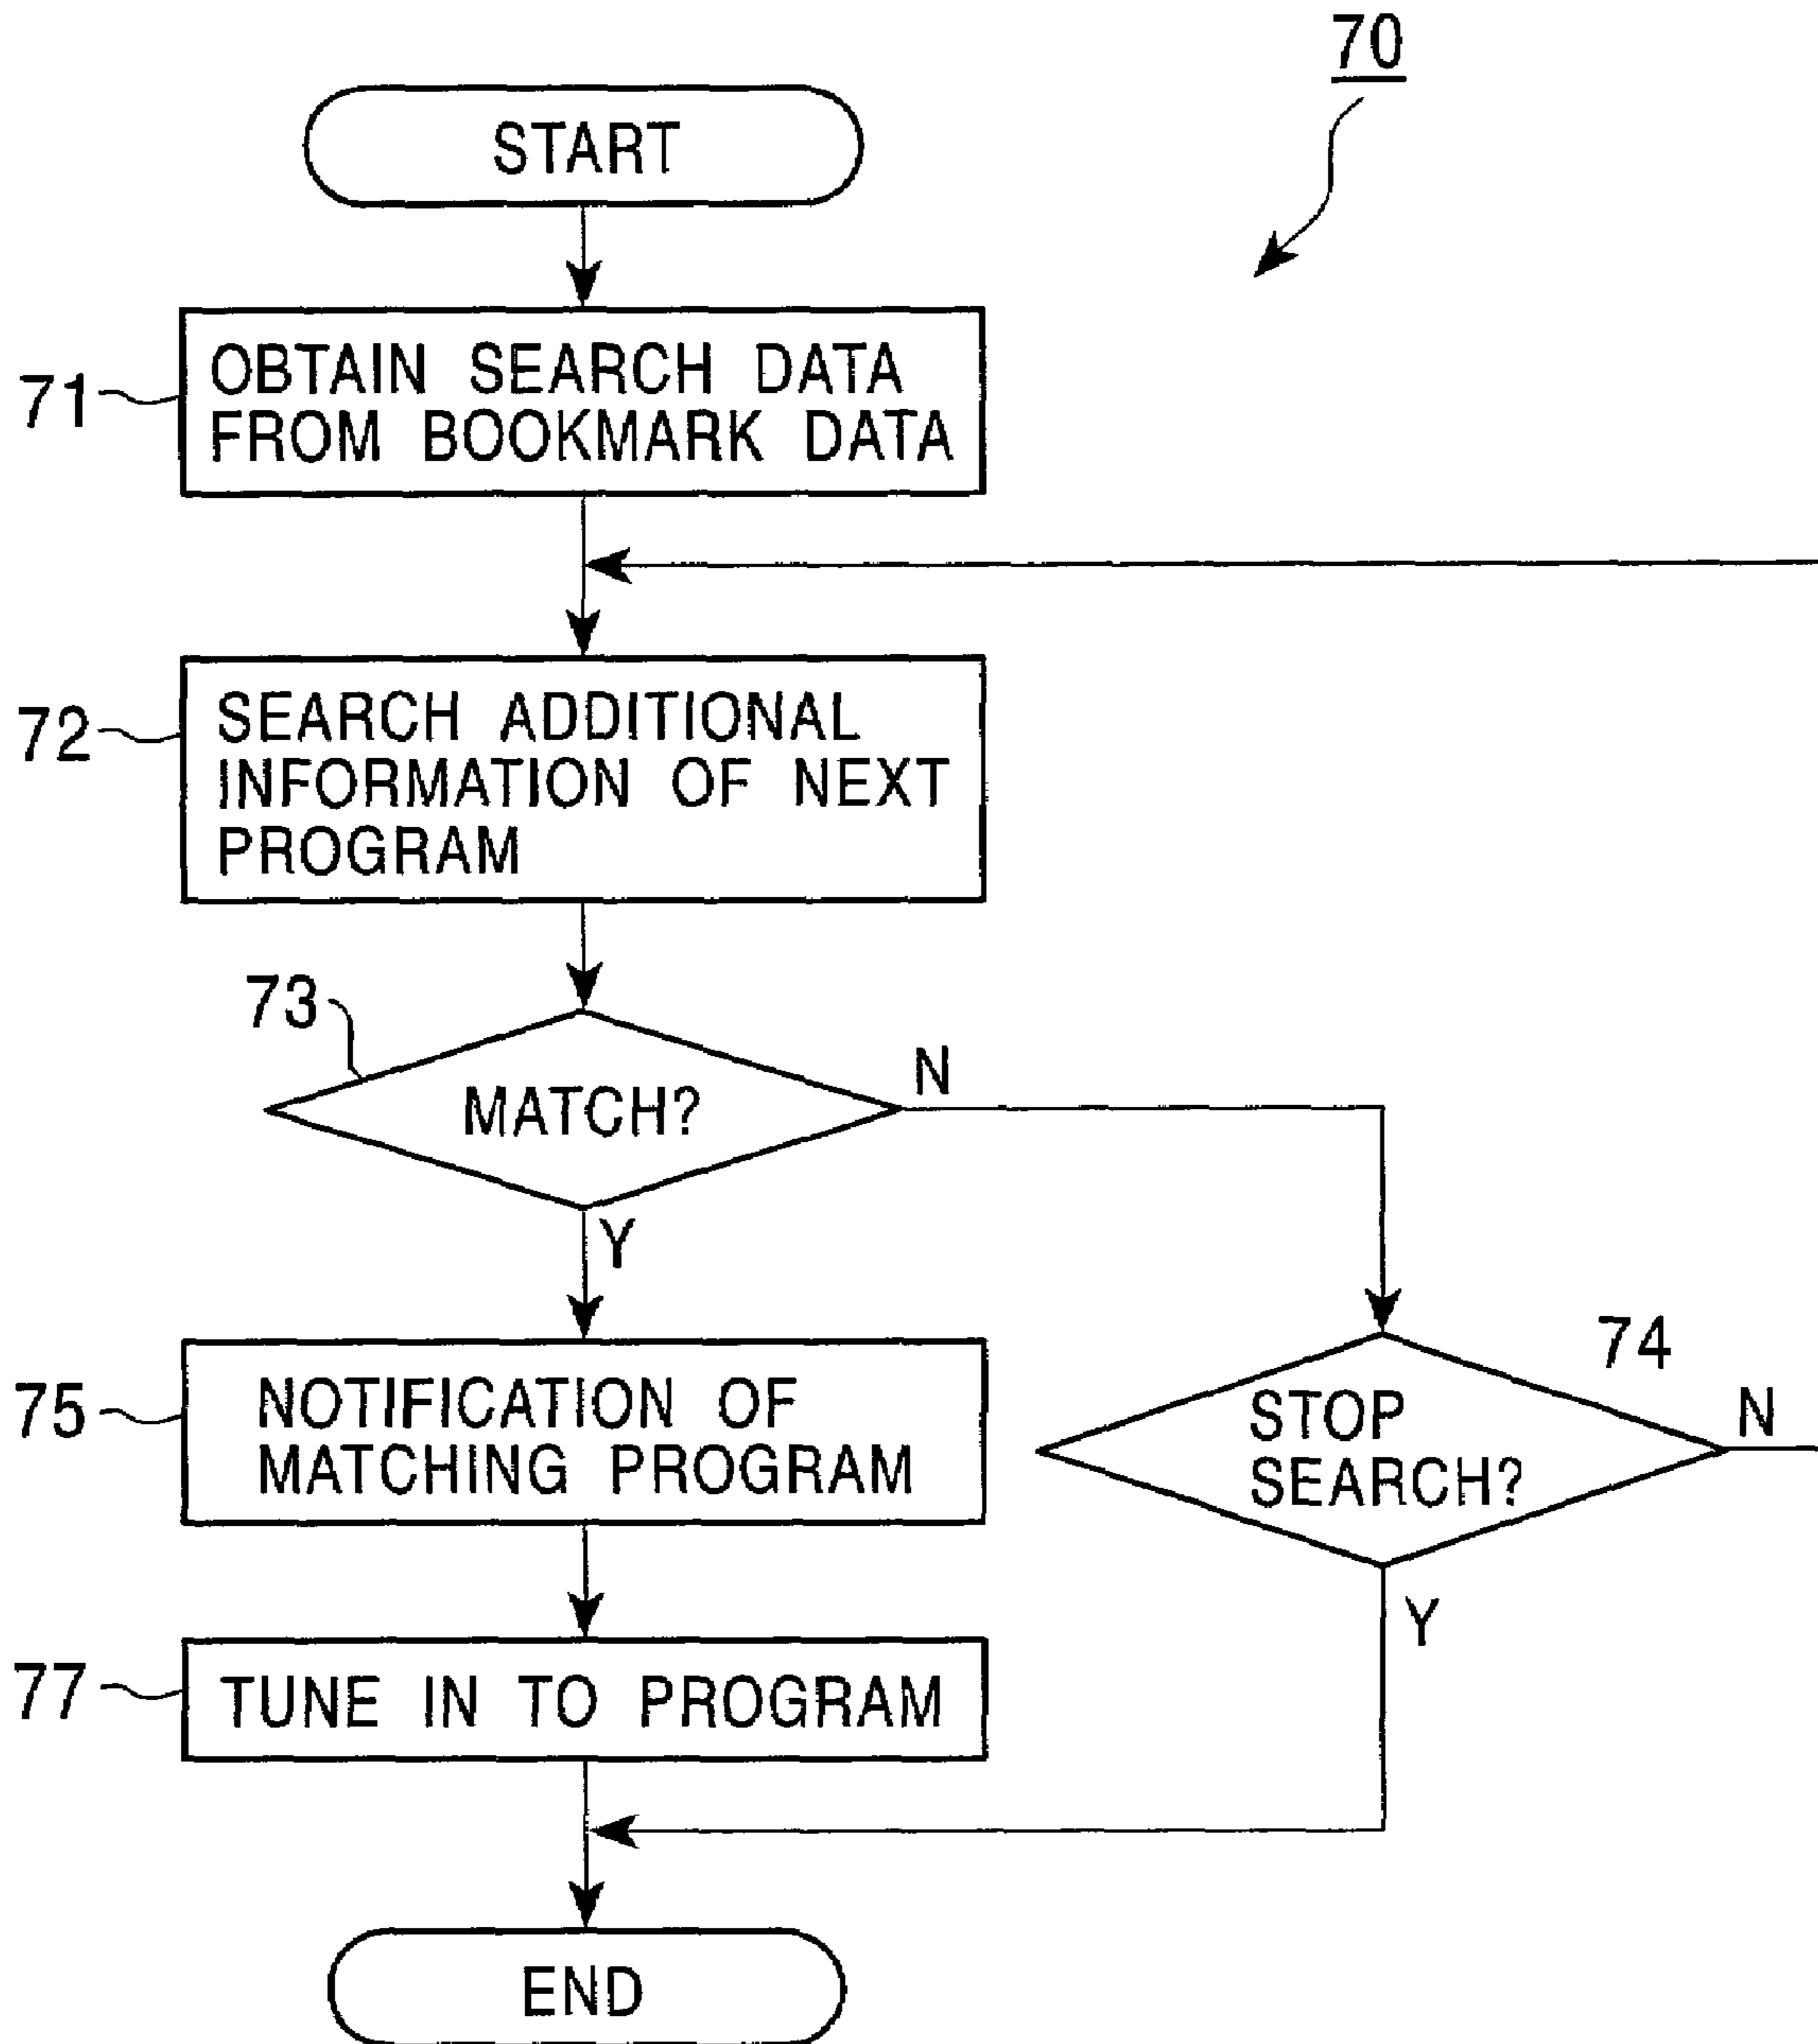 70
START
71
OBTAIN SEARCH DATA
FROM BOOKMARK DATA
72
SEARCH ADDITIONAL
INFORMATION OF NEXT
PROGRAM
73
MATCH?
N
Y
74
STOP
SEARCH?
N
Y
75
NOTIFICATION OF
MATCHING PROGRAM
77
TUNE IN TO PROGRAM
END